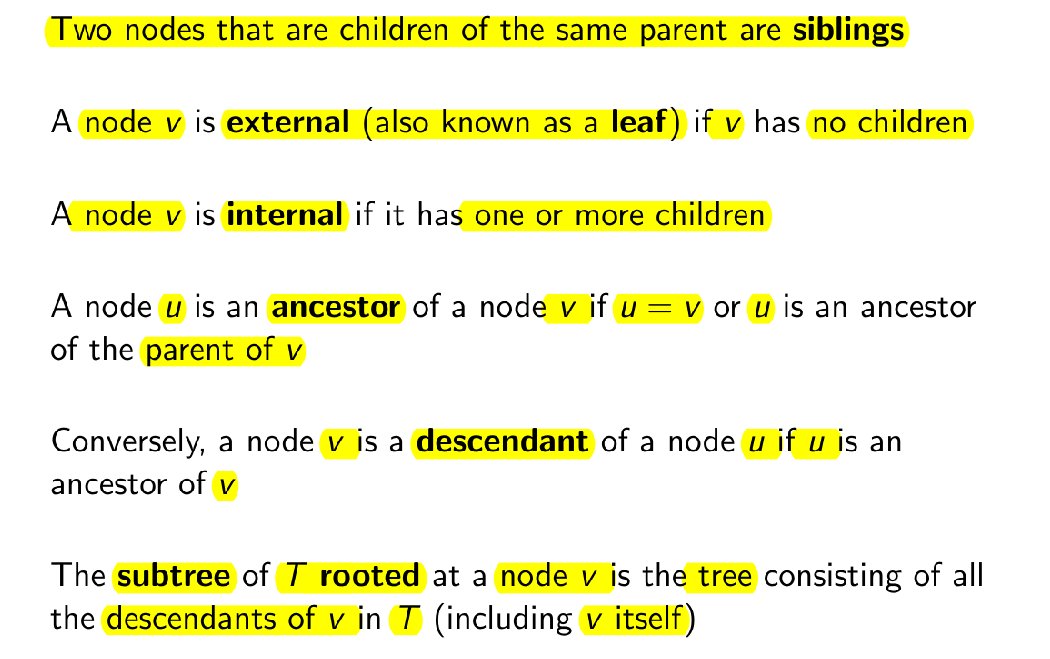 Two nodes that are children of the same parent are siblings
A node v is external (also known as a leaf) if v has no children
A node v is internal if it has one or more children
A node u is an ancestor of a node v if u = v or u is an ancestor
of the parent of v
Conversely, a node v is a descendant of a node u if u is an
ancestor of v
The subtree of T rooted at a node v is the tree consisting of all
the descendants of v in T (including v itself)